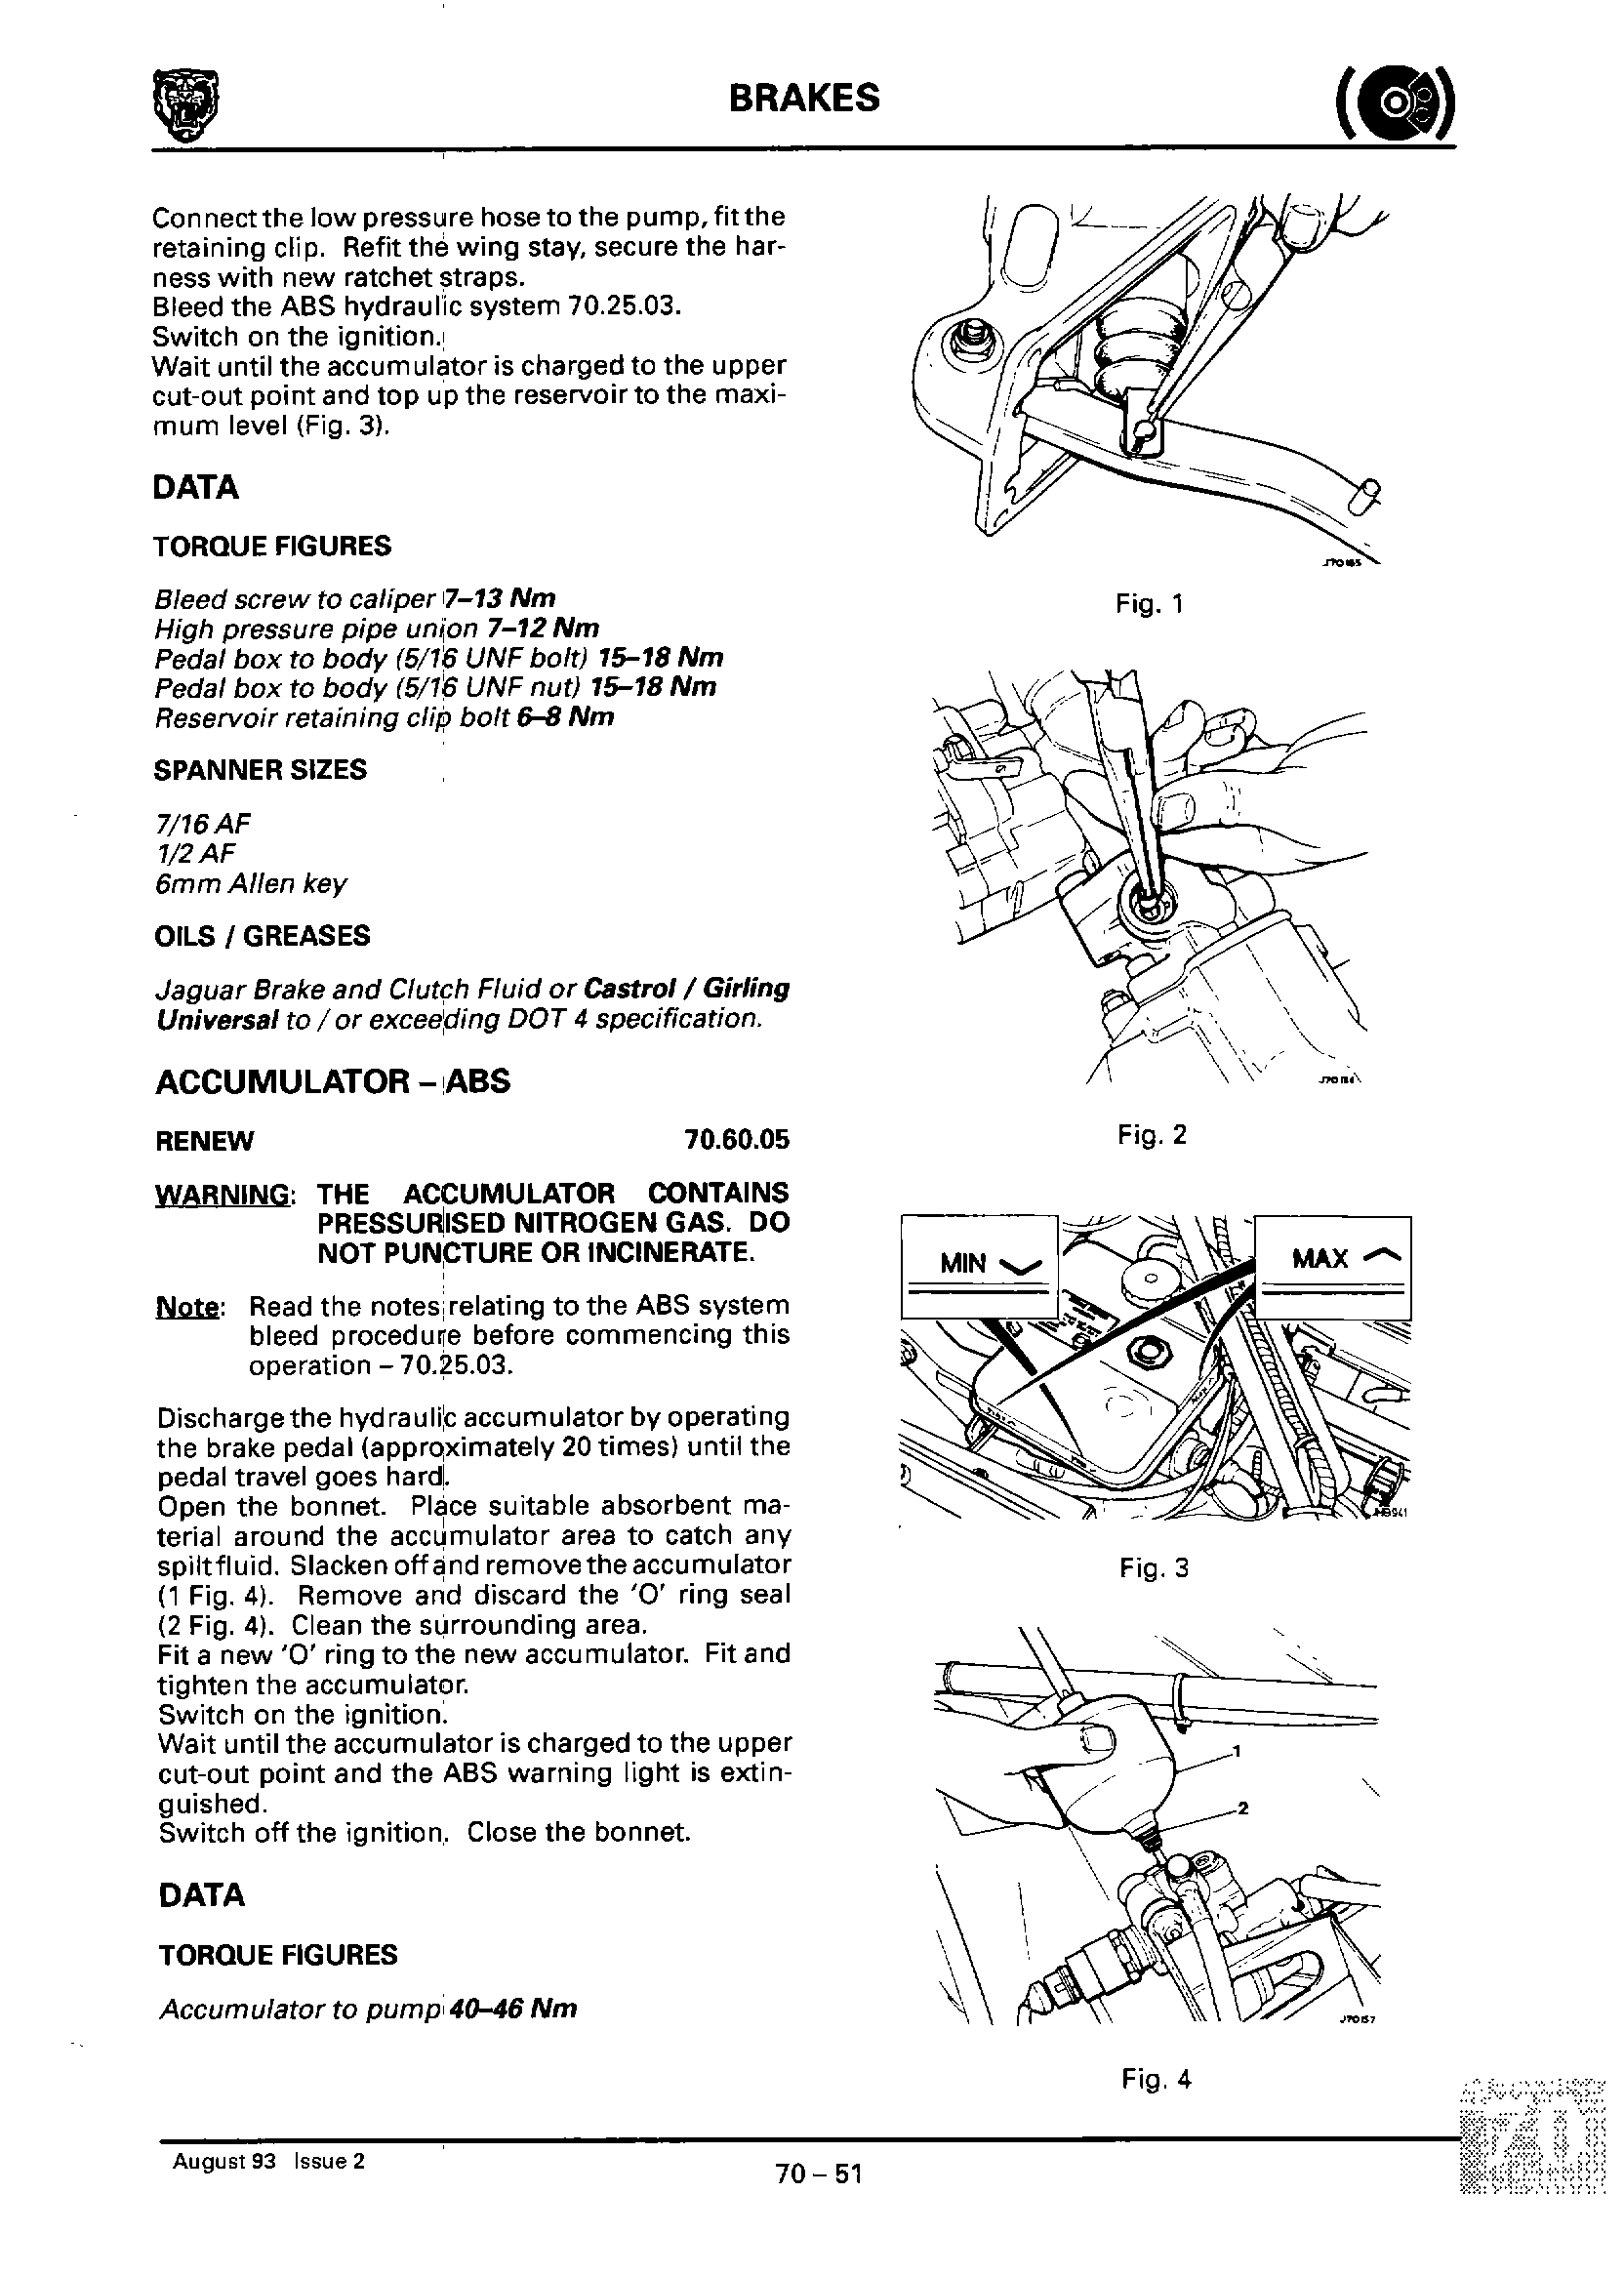 BRAKES
Connect the low pressure hose to the pump, fit the
retaining clip. Refit the wing stay, secure the har-
ness with new ratchet straps.
Bleed the ABS hydraulic system 70.25.03.
Switch on the ignition.
Wait until the accumulator is charged to the upper
cut-out point and top up the reservoir to the maxi-
mum level (Fig. 3).
DATA
TORQUE FIGURES
Bleed screw to caliper 7–13 Nm
High pressure pipe union 7–12 Nm
Pedal box to body (5/16 UNF bolt) 15–18 Nm
Pedal box to body (5/16 UNF nut) 15–18 Nm
Reservoir retaining clip bolt 6–8 Nm
SPANNER SIZES
7/16 AF
1/2 AF
6mm Allen key
OILS / GREASES
Jaguar Brake and Clutch Fluid or Castrol / Girling
Universal to / or exceeding DOT 4 specification.
ACCUMULATOR – ABS
RENEW 70.60.05
WARNING: THE ACCUMULATOR CONTAINS
PRESSURISED NITROGEN GAS. DO
NOT PUNCTURE OR INCINERATE.
Note: Read the notes relating to the ABS system
bleed procedure before commencing this
operation – 70.25.03.
Discharge the hydraulic accumulator by operating
the brake pedal (approximately 20 times) until the
pedal travel goes hard.
Open the bonnet. Place suitable absorbent ma-
terial around the accumulator area to catch any
spilt fluid. Slacken off and remove the accumulator
(1 Fig. 4). Remove and discard the 'O' ring seal
(2 Fig. 4). Clean the surrounding area.
Fit a new 'O' ring to the new accumulator. Fit and
tighten the accumulator.
Switch on the ignition.
Wait until the accumulator is charged to the upper
cut-out point and the ABS warning light is extin-
guished.
Switch off the ignition. Close the bonnet.
DATA
TORQUE FIGURES
Accumulator to pump 40–46 Nm
J70165
Fig. 1
Fig. 2
MIN
MAX
Fig. 3
1
2
J70157
Fig. 4
August 93 Issue 2
70 – 51
70